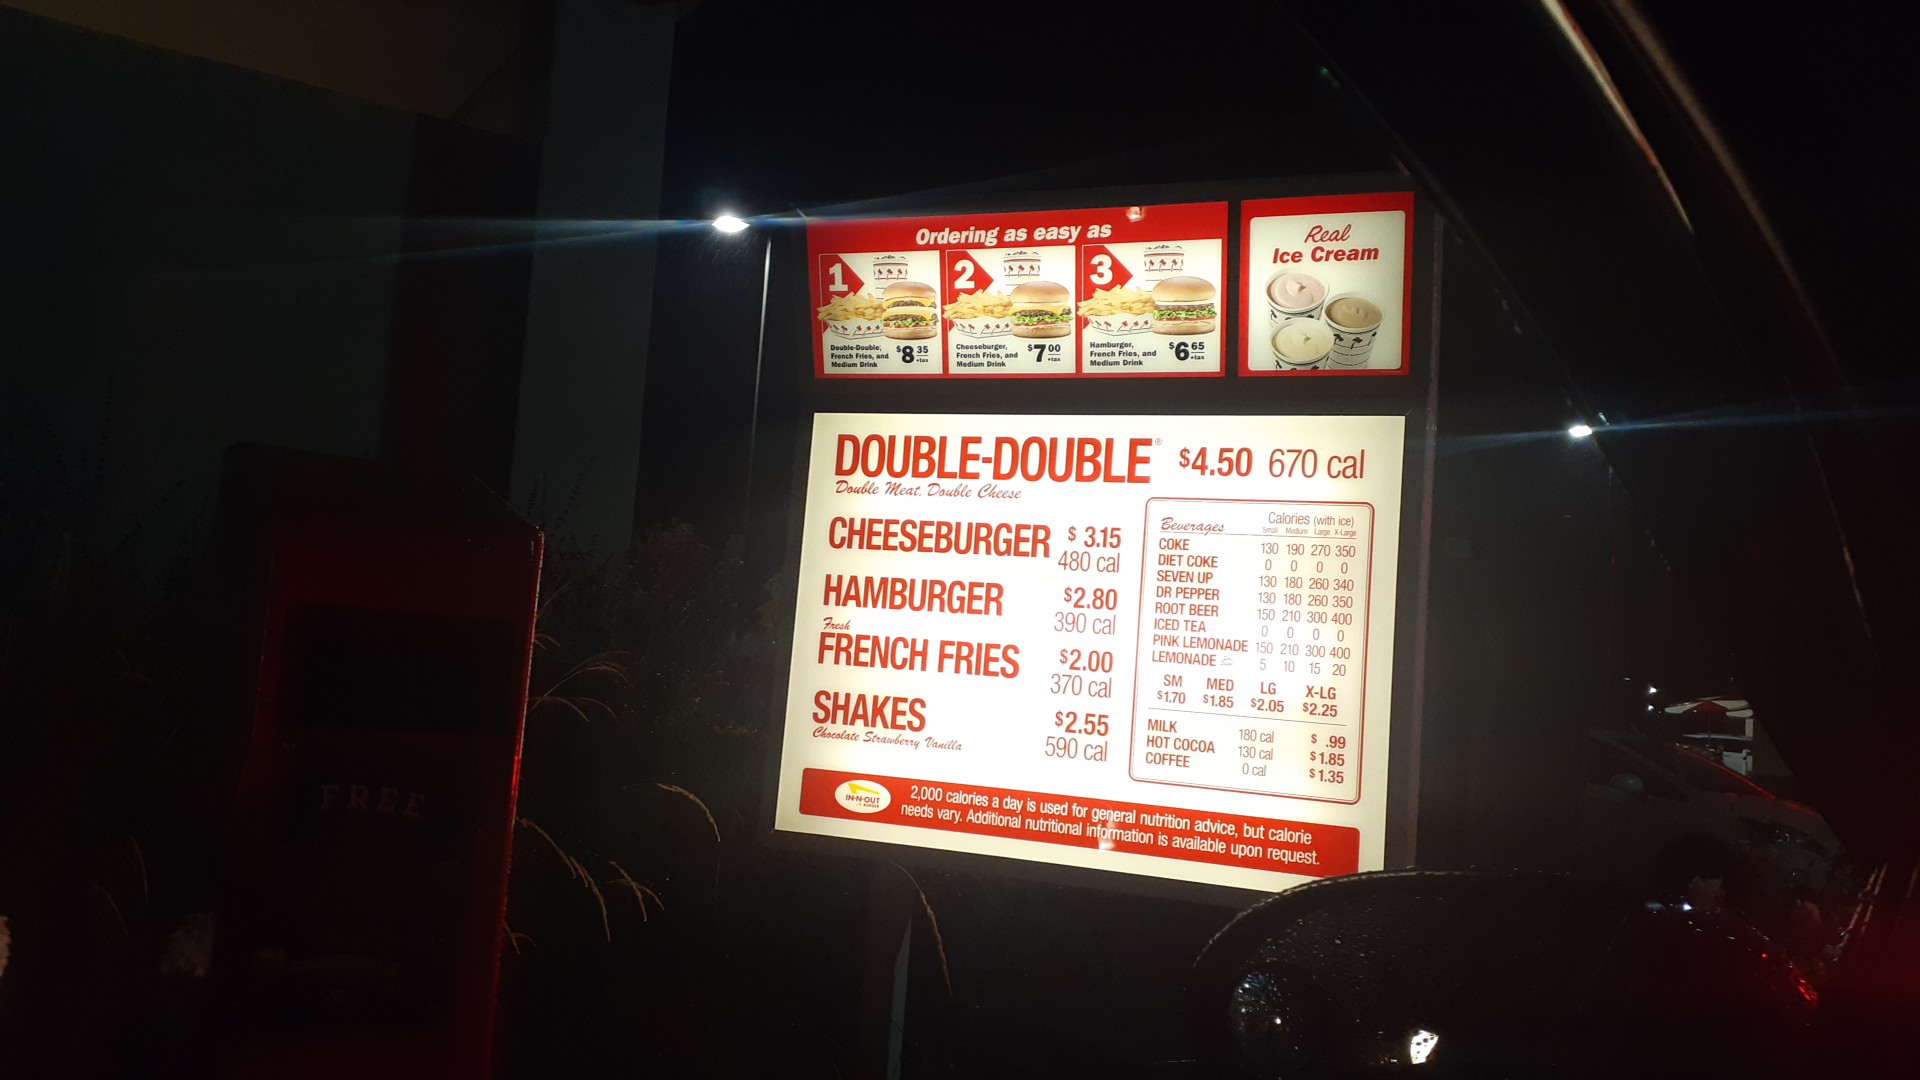 Ordering as easy as
1
Double-Double,
French Fries, and
Medium Drink
$8 35
+tax
2
Cheeseburger,
French Fries, and
Medium Drink
$7 00
+tax
3
Hamburger,
French Fries, and
Medium Drink
$6 65
+tax
Real
Ice Cream
DOUBLE-DOUBLE® $4.50 670 cal
Double Meat, Double Cheese
CHEESEBURGER $3.15
480 cal
HAMBURGER $2.80
390 cal
Fresh
FRENCH FRIES $2.00
370 cal
SHAKES $2.55
Chocolate Strawberry Vanilla 590 cal
Beverages Calories (with ice)
Small Medium Large X-Large
COKE 130 190 270 350
DIET COKE 0 0 0 0
SEVEN UP 130 180 260 340
DR PEPPER 130 180 260 350
ROOT BEER 150 210 300 400
ICED TEA 0 0 0 0
PINK LEMONADE 150 210 300 400
LEMONADE 5 10 15 20
SM MED LG X-LG
$1.70 $1.85 $2.05 $2.25
MILK 180 cal $ .99
HOT COCOA 130 cal $1.85
COFFEE 0 cal $1.35
IN-N-OUT
BURGER
2,000 calories a day is used for general nutrition advice, but calorie
needs vary. Additional nutritional information is available upon request.
FREE